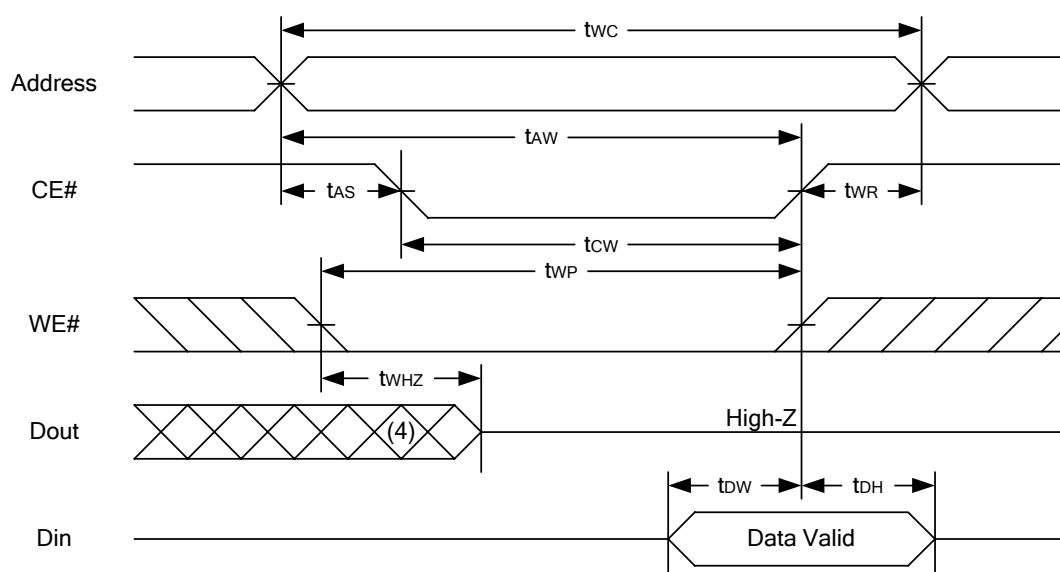 tWC
Address
tAW
CE#
tAS
tWR
tCW
tWP
WE#
tWHZ
Dout
(4)
High-Z
tDW
tDH
Din
Data Valid